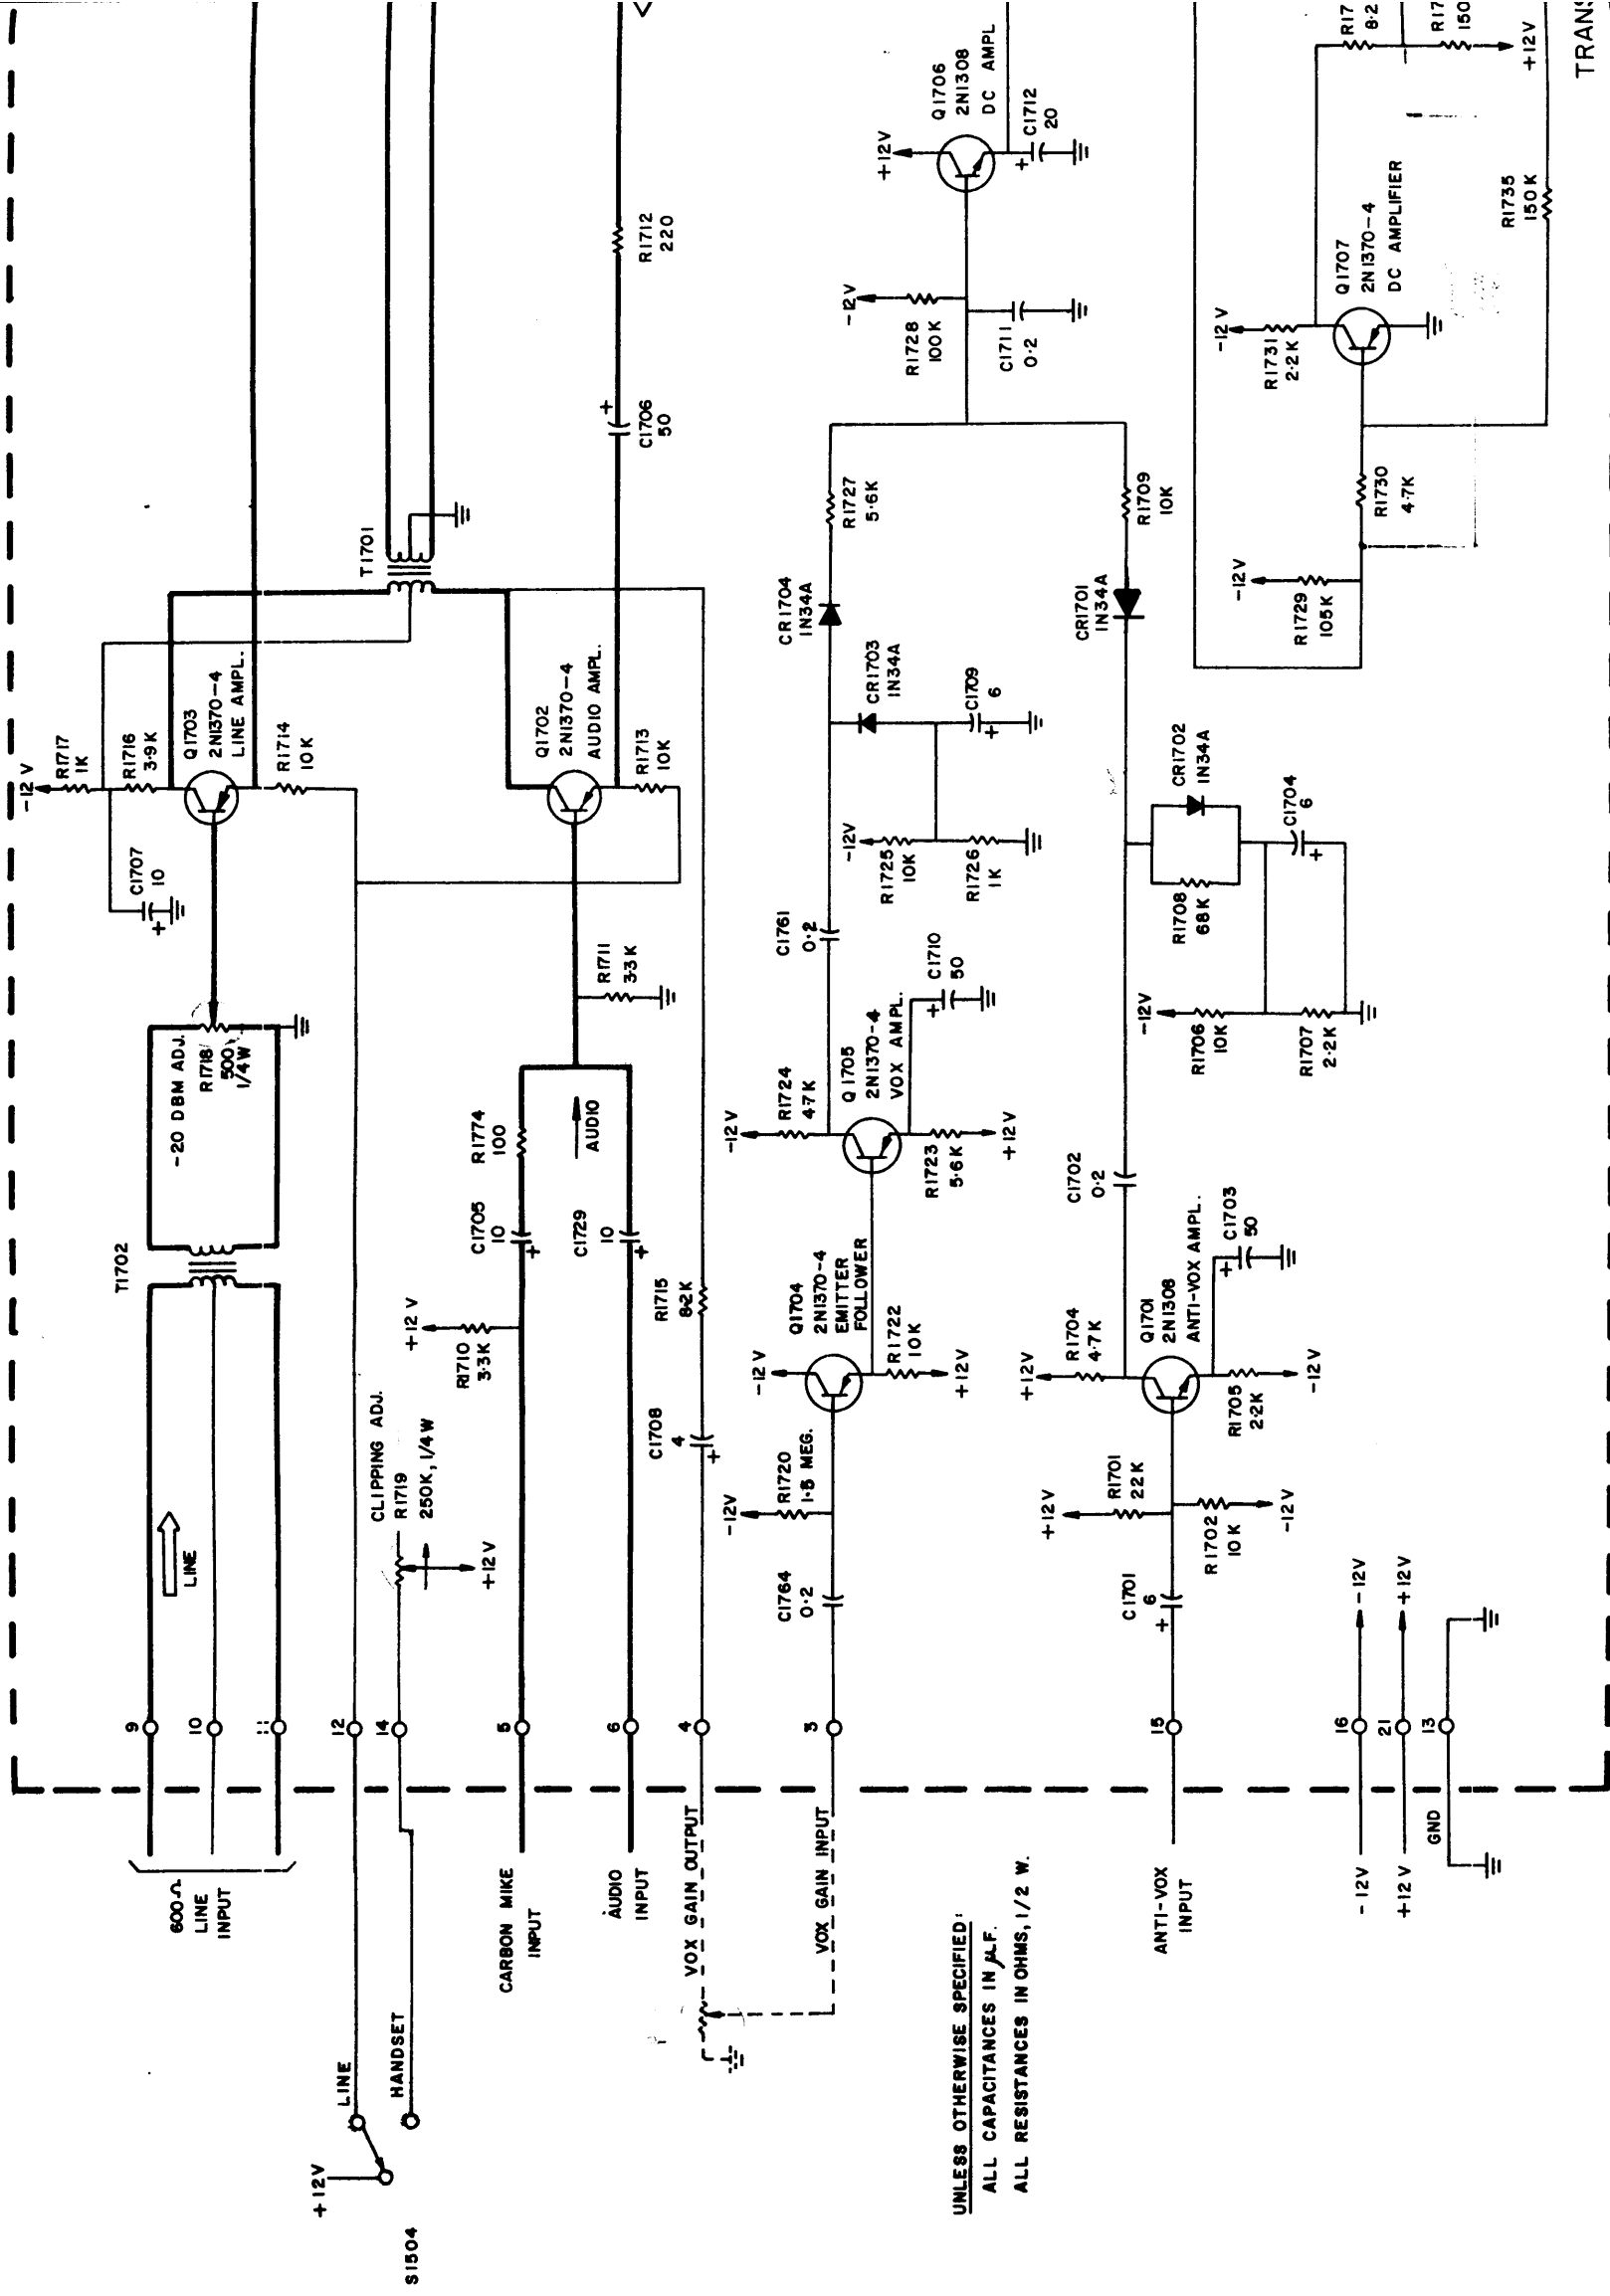 600Ω
LINE
INPUT
9
10
11
LINE
T1702
-20 DBM ADJ.
R1718
500
1/4W
C1707
10
-12 V
R1717
1K
R1716
3.9K
Q1703
2N1370-4
LINE AMPL.
R1714
10K
T1701
S1504
+12V
LINE
HANDSET
12
14
CLIPPING ADJ.
R1719
250K, 1/4W
+12V
CARBON MIKE
INPUT
5
+12 V
R1710
3.3K
C1705
10
+
R1774
100
AUDIO
AUDIO
INPUT
6
C1729
10
+
R1711
3.3K
Q1702
2N1370-4
AUDIO AMPL.
R1713
10K
C1706
50
+
R1712
220
VOX GAIN OUTPUT
4
C1708
4
+
R1715
8.2K
VOX GAIN INPUT
3
C1764
0.2
-12V
R1720
1.5 MEG.
-12V
Q1704
2N1370-4
EMITTER
FOLLOWER
R1722
10K
+12V
-12V
R1724
4.7K
Q1705
2N1370-4
VOX AMPL.
R1723
5.6K
+12V
C1710
50
+
C1761
0.2
-12V
R1725
10K
R1726
1K
CR1703
1N34A
C1709
6
+
CR1704
1N34A
R1727
5.6K
-12V
R1728
100K
C1711
0.2
+12V
Q1706
2N1308
DC AMPL
C1712
20
+
UNLESS OTHERWISE SPECIFIED:
ALL CAPACITANCES IN µF.
ALL RESISTANCES IN OHMS, 1/2 W.
ANTI-VOX
INPUT
15
C1701
6
+
+12V
R1701
22K
R1702
10K
-12V
+12V
R1704
4.7K
Q1701
2N1308
ANTI-VOX AMPL.
R1705
2.2K
-12V
C1703
50
+
C1702
0.2
-12V
R1706
10K
R1707
2.2K
R1708
68K
CR1702
1N34A
C1704
6
+
CR1701
1N34A
R1709
10K
-12V
16
-12V
+12V
21
+12V
GND
13
-12V
R1729
105K
R1730
4.7K
-12V
R1731
2.2K
Q1707
2N1370-4
DC AMPLIFIER
R1735
150K
R17
8.2
R17
150
+12V
TRANS